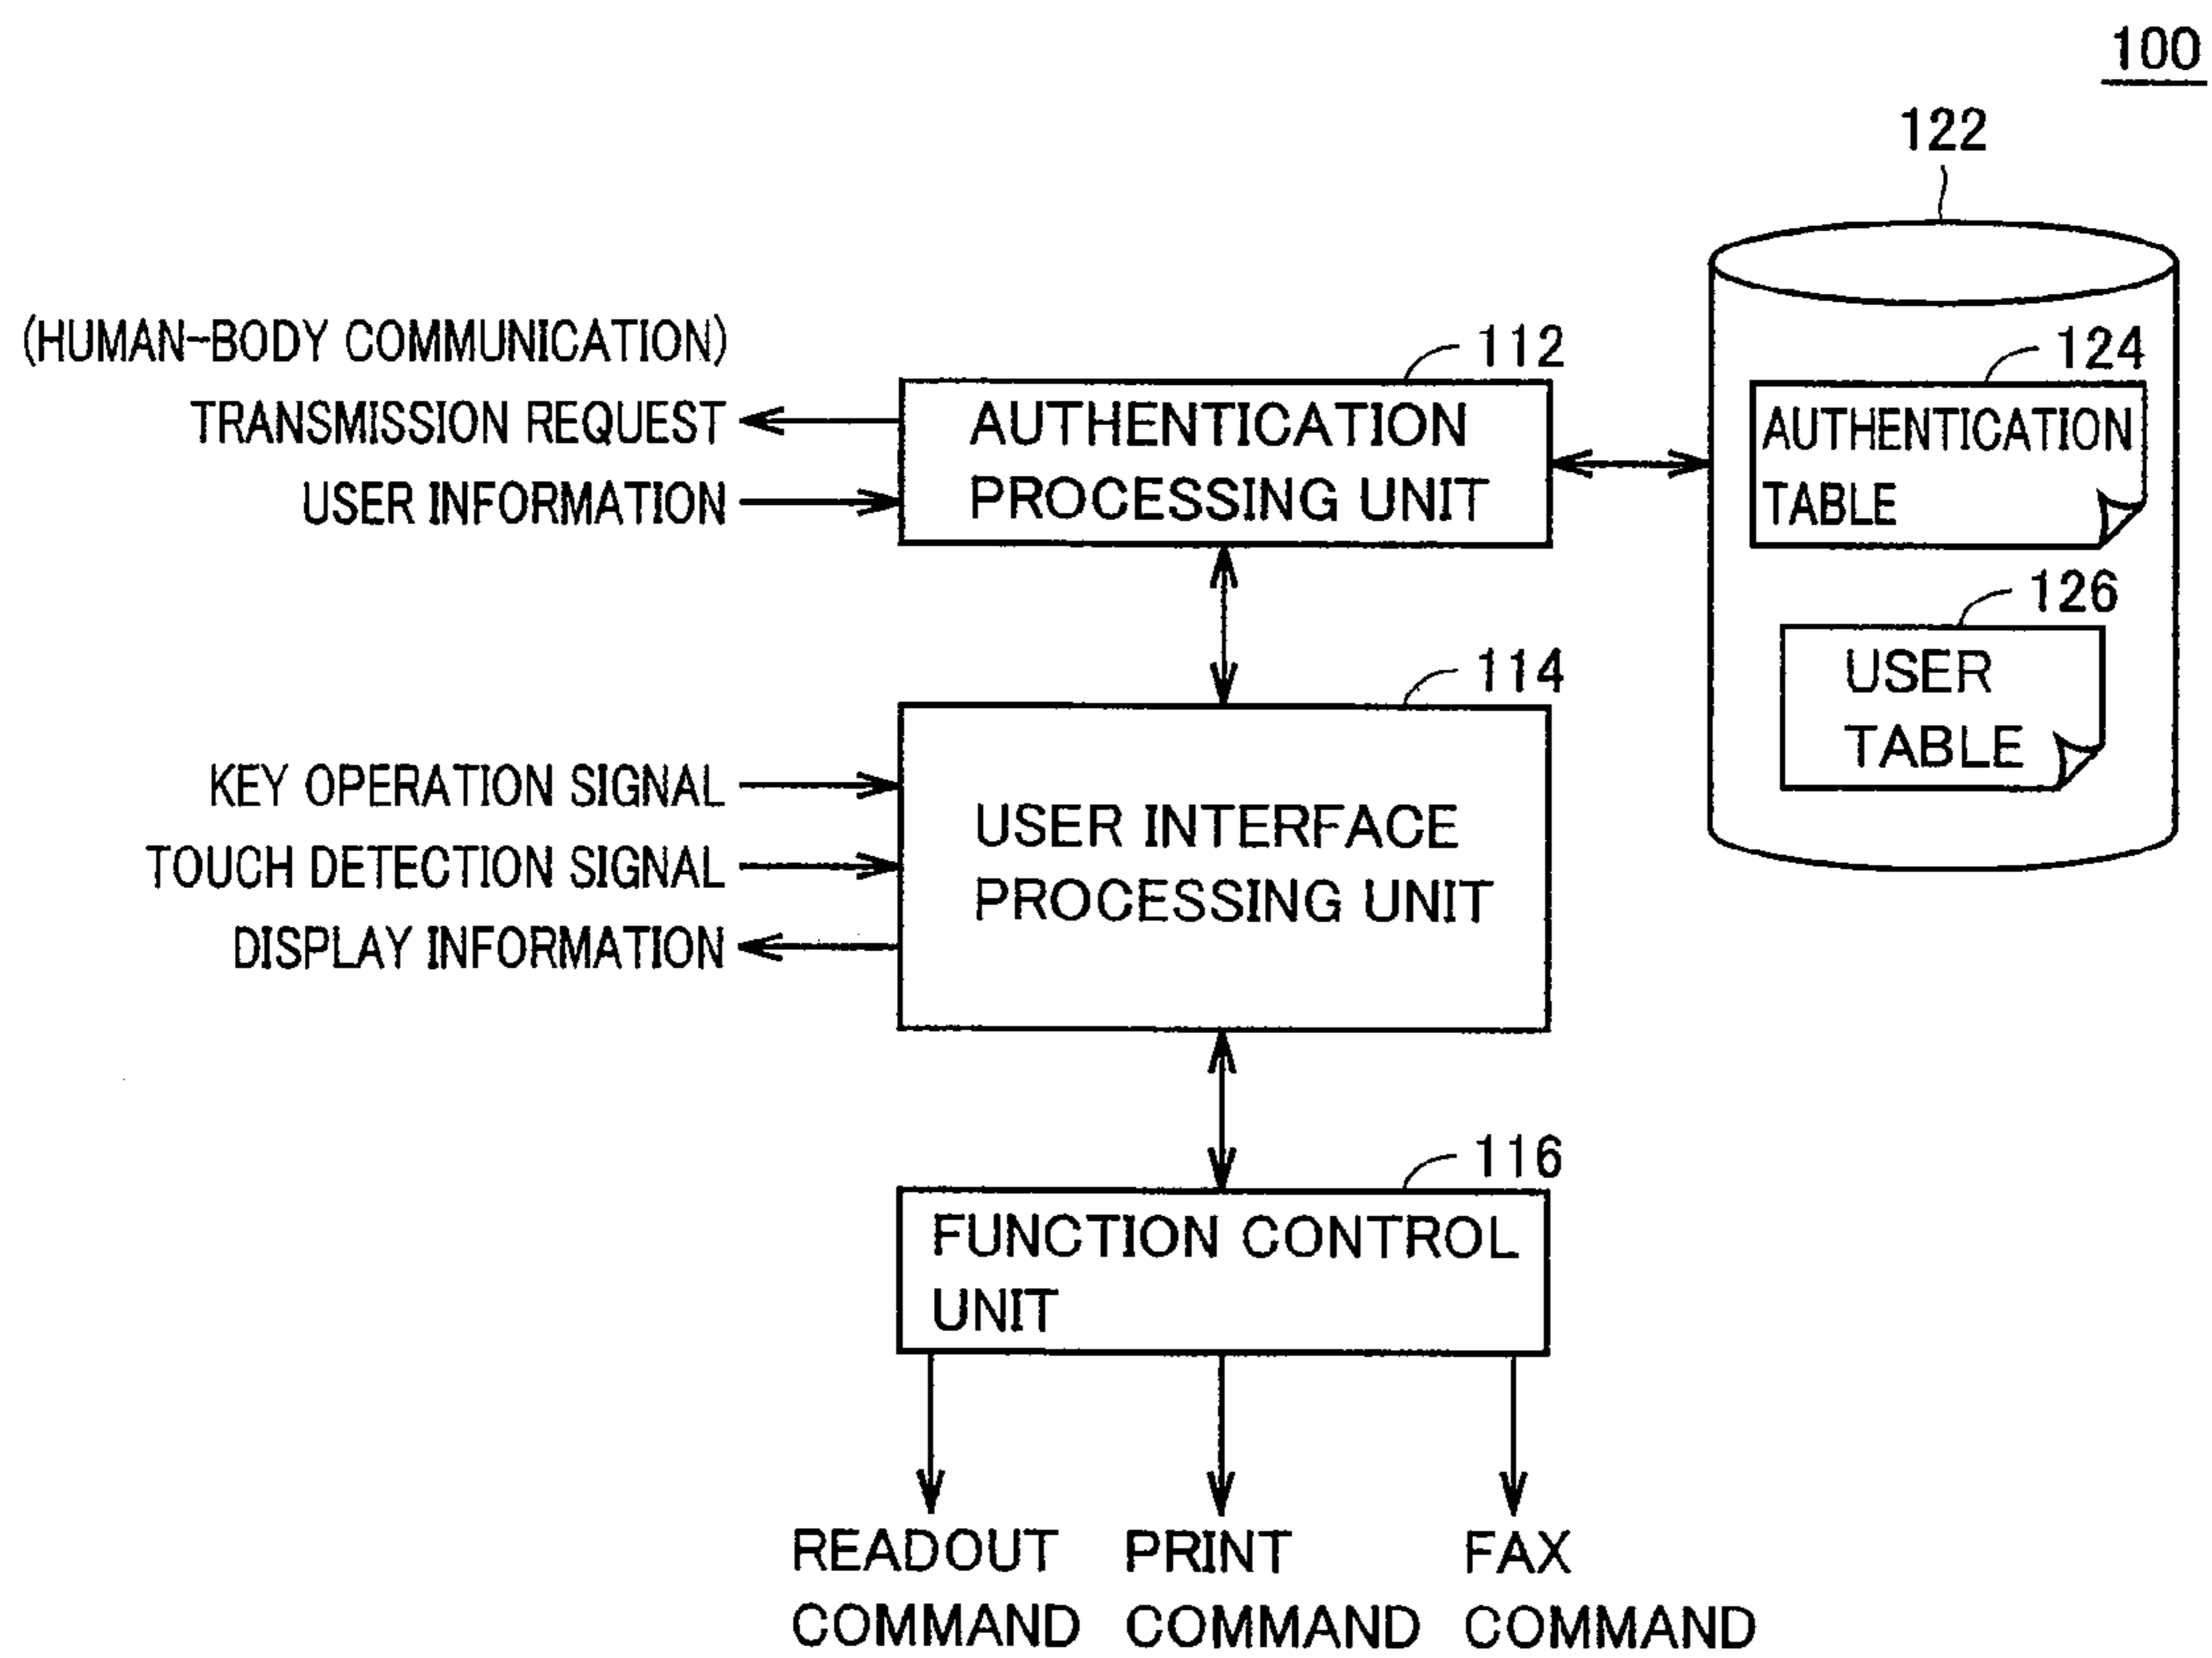 100
122
(HUMAN-BODY COMMUNICATION)
TRANSMISSION REQUEST
USER INFORMATION
112
AUTHENTICATION
PROCESSING UNIT
124
AUTHENTICATION
TABLE
126
USER
TABLE
114
KEY OPERATION SIGNAL
TOUCH DETECTION SIGNAL
DISPLAY INFORMATION
USER INTERFACE
PROCESSING UNIT
116
FUNCTION CONTROL
UNIT
READOUT
COMMAND
PRINT
COMMAND
FAX
COMMAND